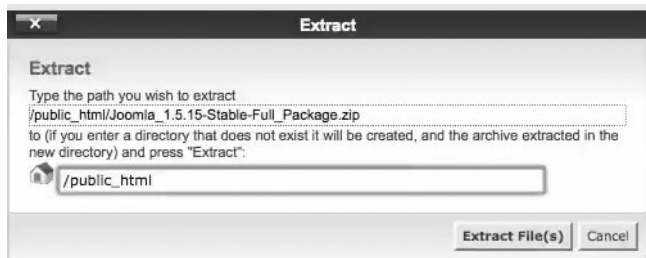 Extract
Extract
Type the path you wish to extract
/public_html/Joomla_1.5.15-Stable-Full_Package.zip
to (if you enter a directory that does not exist it will be created, and the archive extracted in the
new directory) and press "Extract":
/public_html
Extract File(s) Cancel